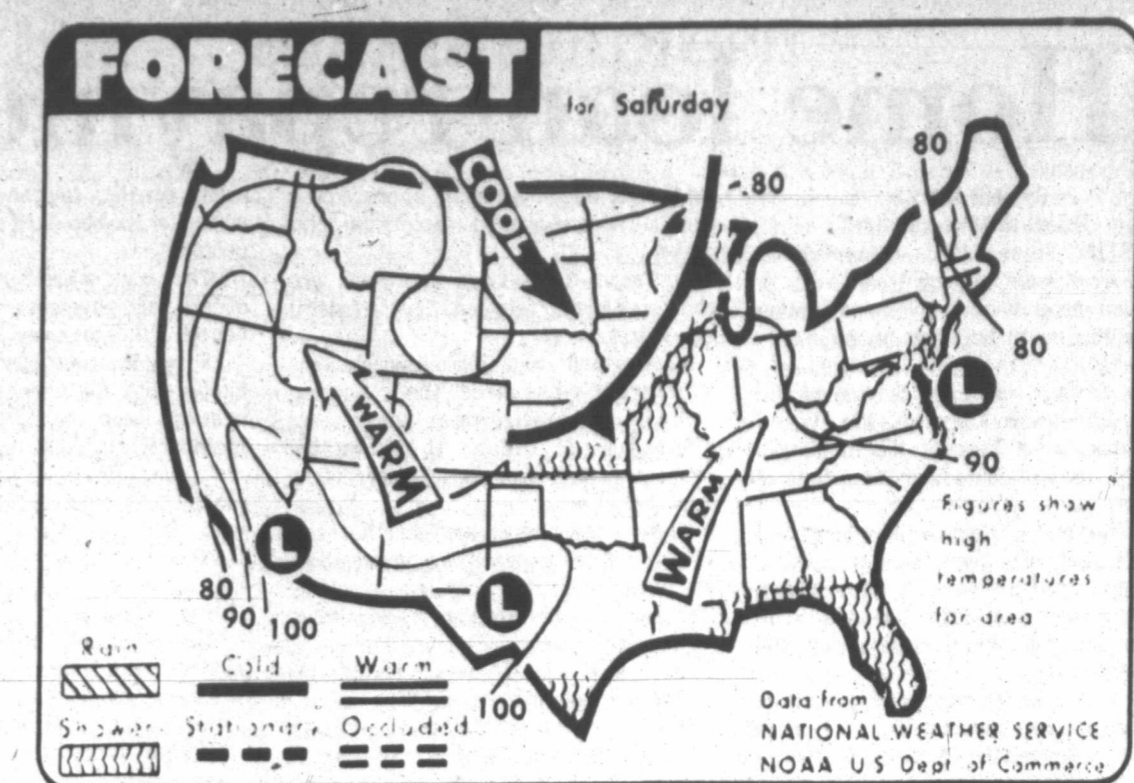 FORECAST
for Saturday
COOL
80
80
7
80
WARM
L
90
WARM
Figures show
high
temperatures
for area
L
L
80
90 100
100
Rain
Cold
Warm
Showers
Stationary
Occluded
Data from
NATIONAL WEATHER SERVICE
NOAA U S Dept of Commerce